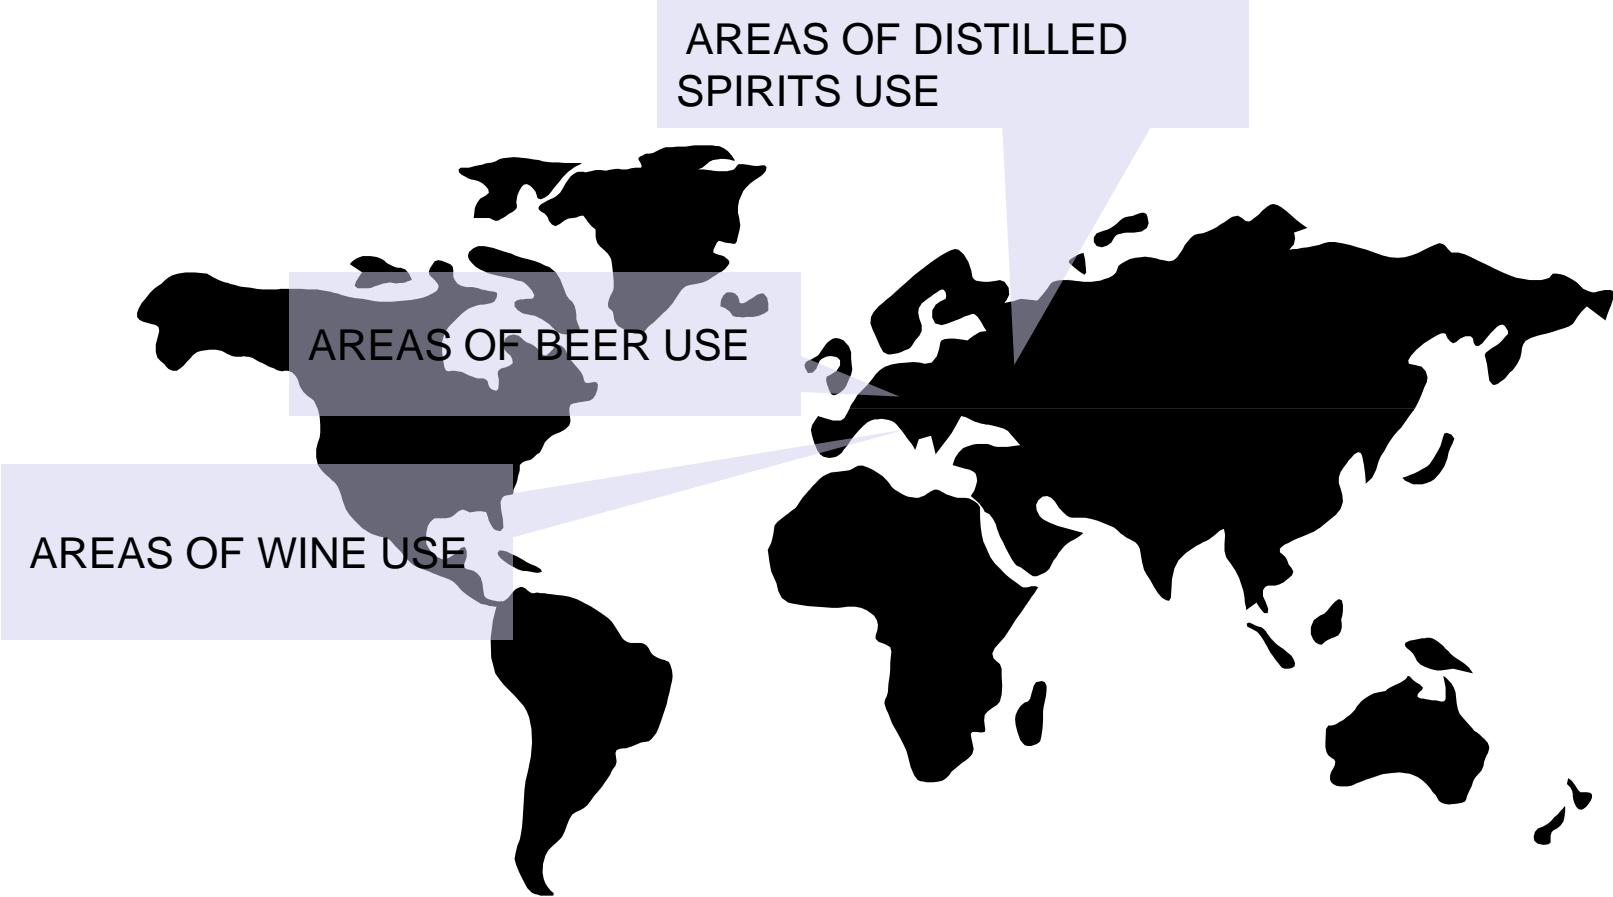 AREAS OF DISTILLED
SPIRITS USE
AREAS OF BEER USE
AREAS OF WINE USE